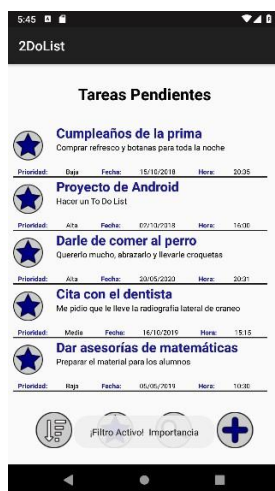 5:45
2DoList
Tareas Pendientes
Cumpleaños de la prima
Comprar refresco y botanas para toda la noche
Prioridad: Baja Fecha: 15/10/2018 Hora: 20:35
Proyecto de Android
Hacer un To Do List
Prioridad: Alta Fecha: 02/10/2018 Hora: 16:00
Darle de comer al perro
Quererlo mucho, abrazarlo y llevarle croquetas
Prioridad: Alta Fecha: 20/05/2020 Hora: 20:31
Cita con el dentista
Me pidio que le lleve la radiografia lateral de craneo
Prioridad: Media Fecha: 16/10/2019 Hora: 15:15
Dar asesorías de matemáticas
Preparar el material para los alumnos
Prioridad: Baja Fecha: 05/05/2019 Hora: 10:30
¡Filtro Activo! Importancia